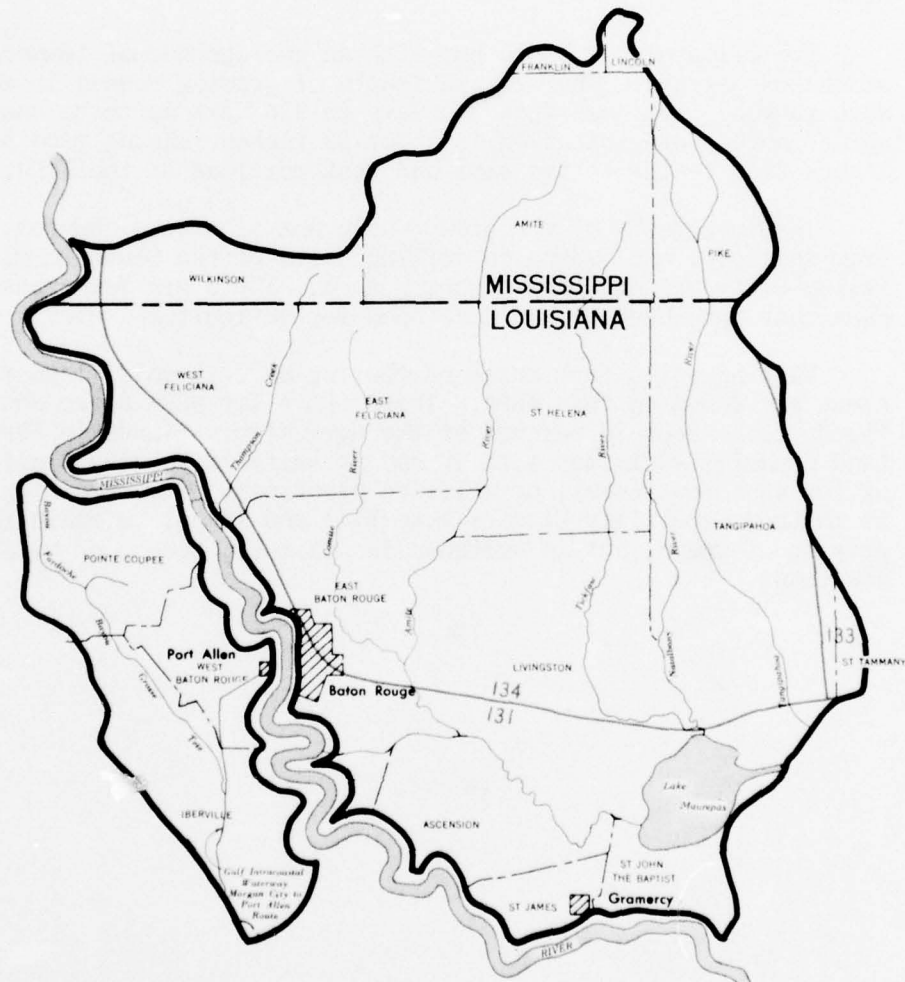 FRANKLIN
LINCOLN
AMITE
PIKE
WILKINSON
MISSISSIPPI
LOUISIANA
WEST
FELICIANA
EAST
FELICIANA
ST HELENA
Thompson Creek
River
River
River
River
MISSISSIPPI
Bayou
Fordoche
POINTE COUPEE
Comite
TANGIPAHOA
EAST
BATON ROUGE
Amite
Tickfaw
River
Bayou
Grosse
Tete
Port Allen
WEST
BATON ROUGE
Baton Rouge
LIVINGSTON
Natalbany
Tangipahoa
133
ST TAMMANY
134
131
Lake
Maurepas
IBERVILLE
ASCENSION
Gulf Intracoastal
Waterway
Morgan City to
Port Allen
Route
ST JOHN
THE BAPTIST
ST JAMES
Gramercy
RIVER